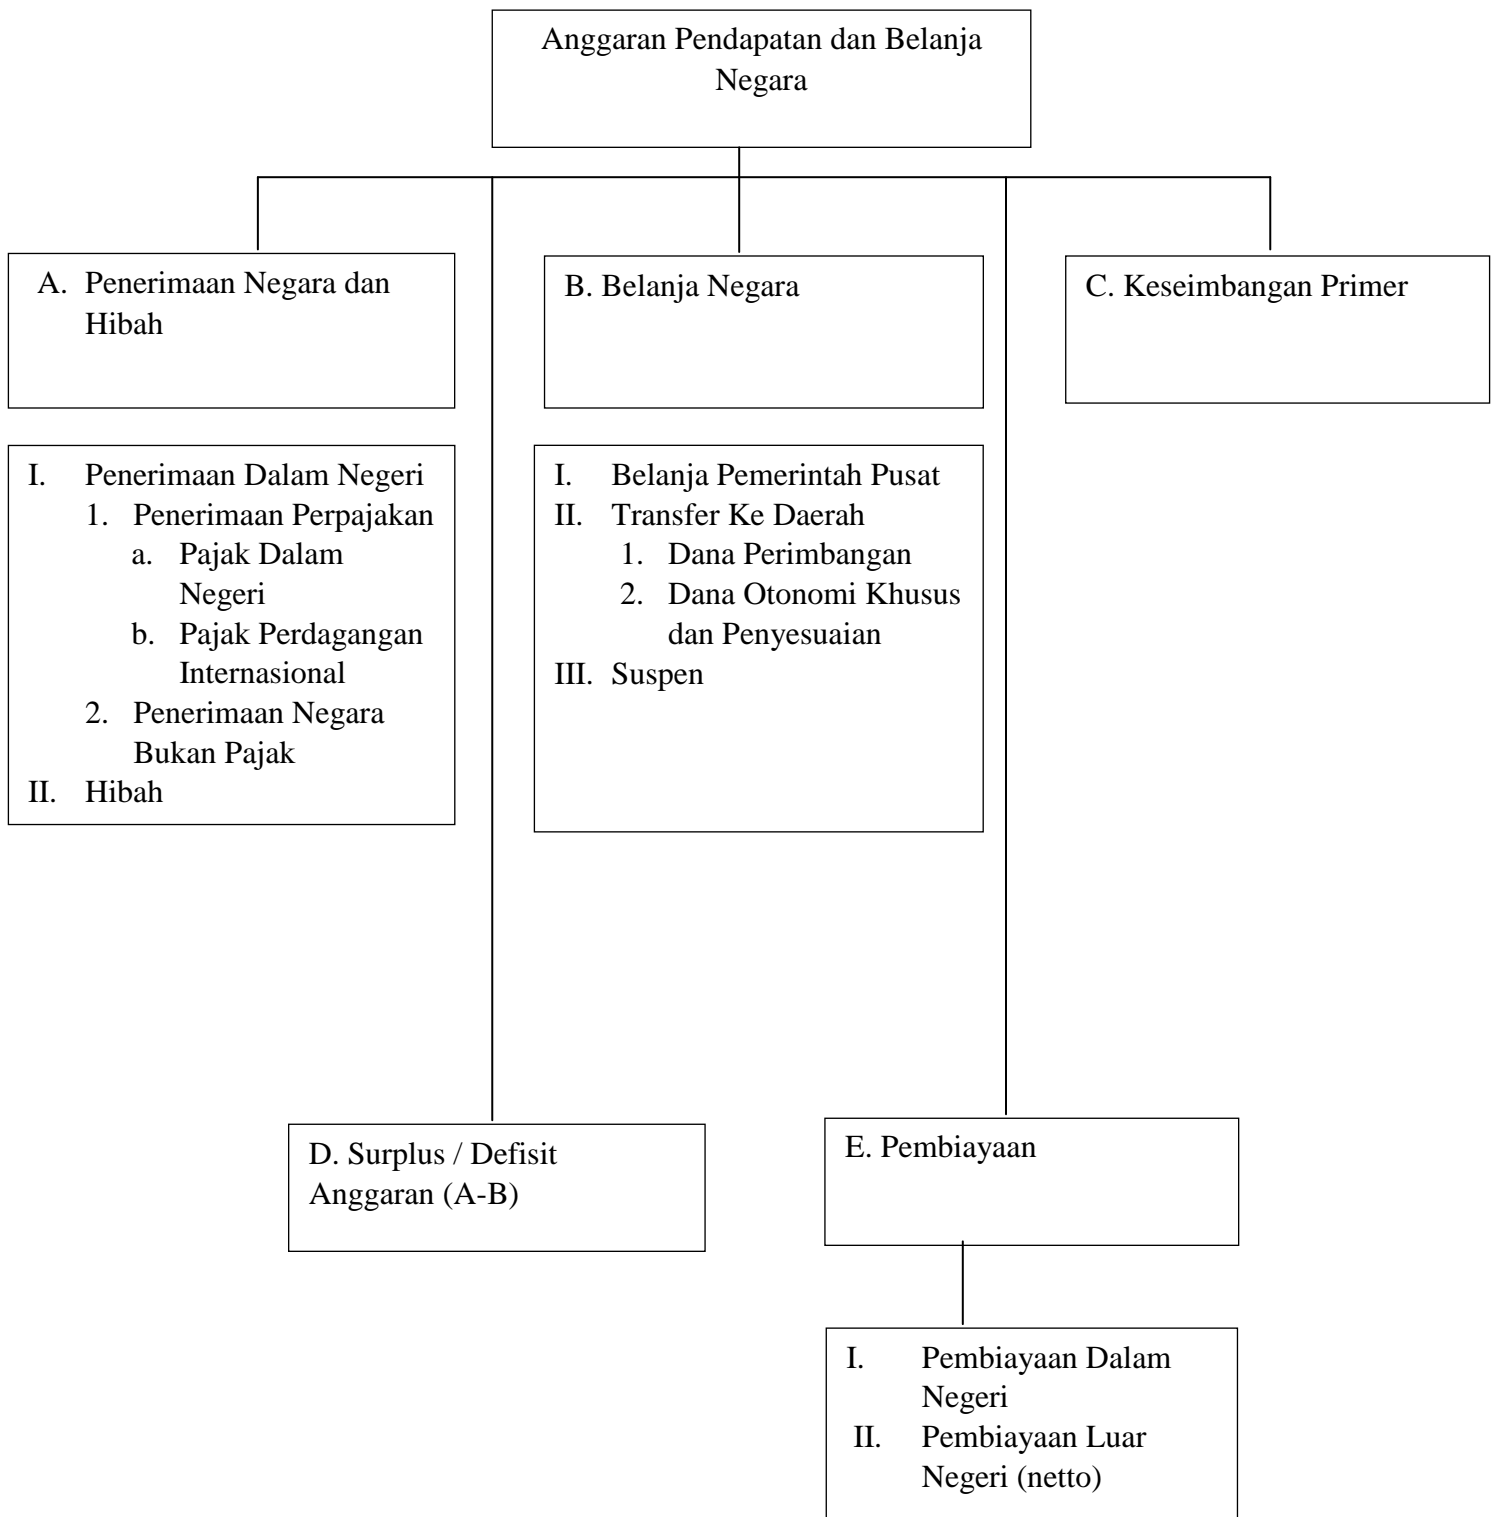 Anggaran Pendapatan dan Belanja
Negara
A. Penerimaan Negara dan
Hibah
B. Belanja Negara
C. Keseimbangan Primer
I. Penerimaan Dalam Negeri
1. Penerimaan Perpajakan
a. Pajak Dalam
Negeri
b. Pajak Perdagangan
Internasional
2. Penerimaan Negara
Bukan Pajak
II. Hibah
I. Belanja Pemerintah Pusat
II. Transfer Ke Daerah
1. Dana Perimbangan
2. Dana Otonomi Khusus
dan Penyesuaian
III. Suspen
D. Surplus / Defisit
Anggaran (A-B)
E. Pembiayaan
I. Pembiayaan Dalam
Negeri
II. Pembiayaan Luar
Negeri (netto)